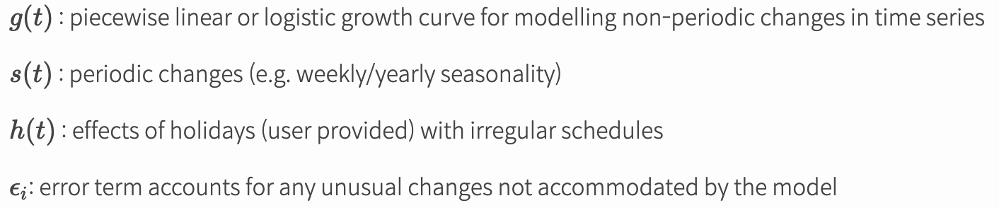 g(t) : piecewise linear or logistic growth curve for modelling non-periodic changes in time series
s(t) : periodic changes (e.g. weekly/yearly seasonality)
h(t) : effects of holidays (user provided) with irregular schedules
ϵᵢ: error term accounts for any unusual changes not accommodated by the model